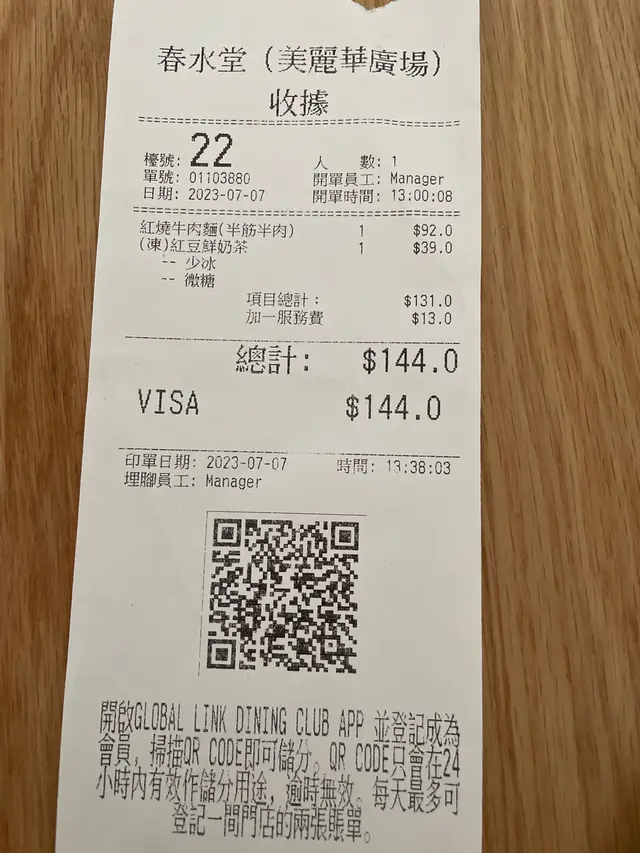 春水堂 (美麗華廣場)
收據
檯號: 22 人 數: 1
單號: 01103880 開單員工: Manager
日期: 2023-07-07 開單時間: 13:00:08
紅燒牛肉麵(半筋半肉) 1 $92.0
(凍)紅豆鮮奶茶 1 $39.0
-- 少冰
-- 微糖
項目總計: $131.0
加一服務費 $13.0
總計: $144.0
VISA $144.0
印單日期: 2023-07-07 時間: 13:38:03
埋腳員工: Manager
開啟GLOBAL LINK DINING CLUB APP 並登記成為
會員, 掃描QR CODE即可儲分。QR CODE只會在24
小時內有效作儲分用途, 逾時無效。每天最多可
登記一間門店的兩張賬單。